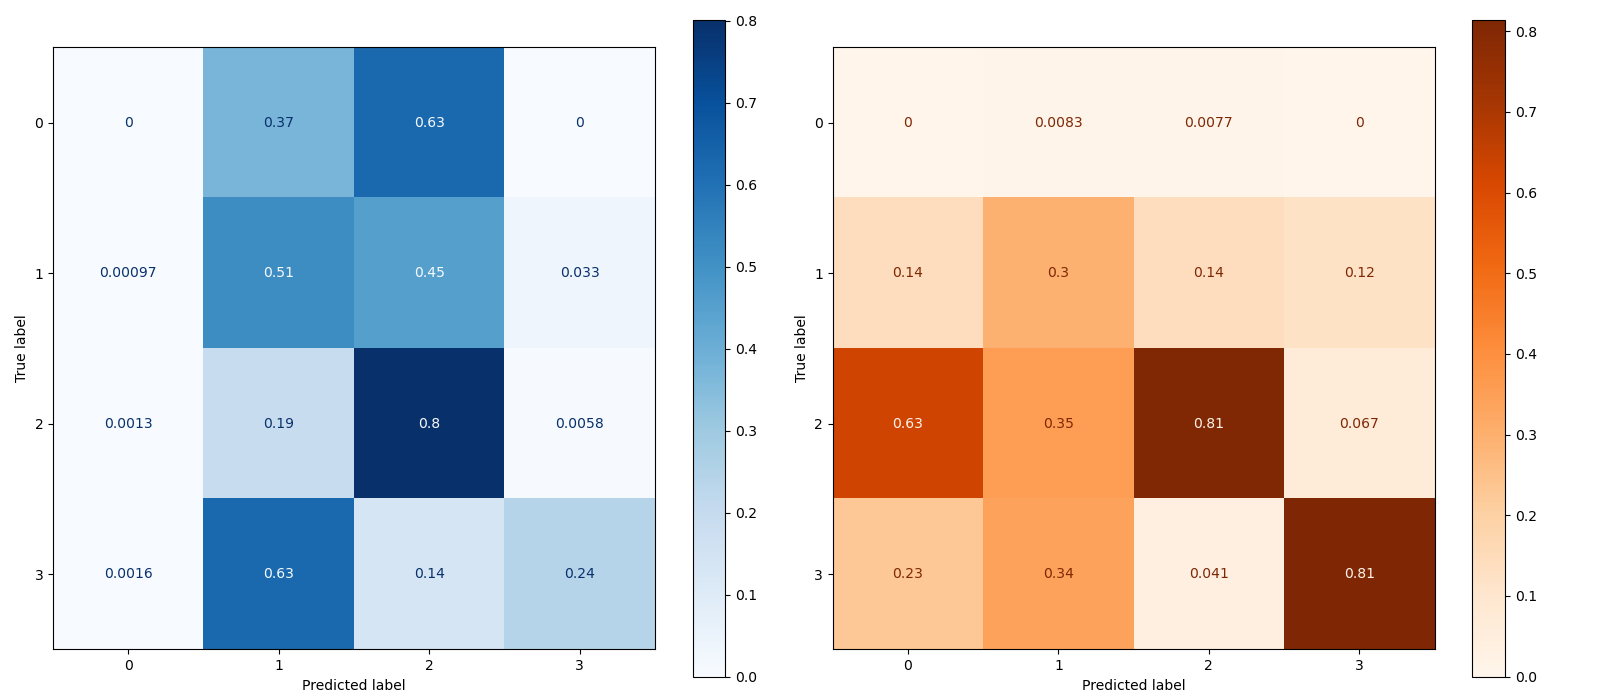 0 0 0.37 0.63 0
1 0.00097 0.51 0.45 0.033
2 0.0013 0.19 0.8 0.0058
3 0.0016 0.63 0.14 0.24
0 1 2 3
Predicted label
True label
0.8
0.7
0.6
0.5
0.4
0.3
0.2
0.1
0.0
0 0 0.0083 0.0077 0
1 0.14 0.3 0.14 0.12
2 0.63 0.35 0.81 0.067
3 0.23 0.34 0.041 0.81
0 1 2 3
Predicted label
True label
0.8
0.7
0.6
0.5
0.4
0.3
0.2
0.1
0.0